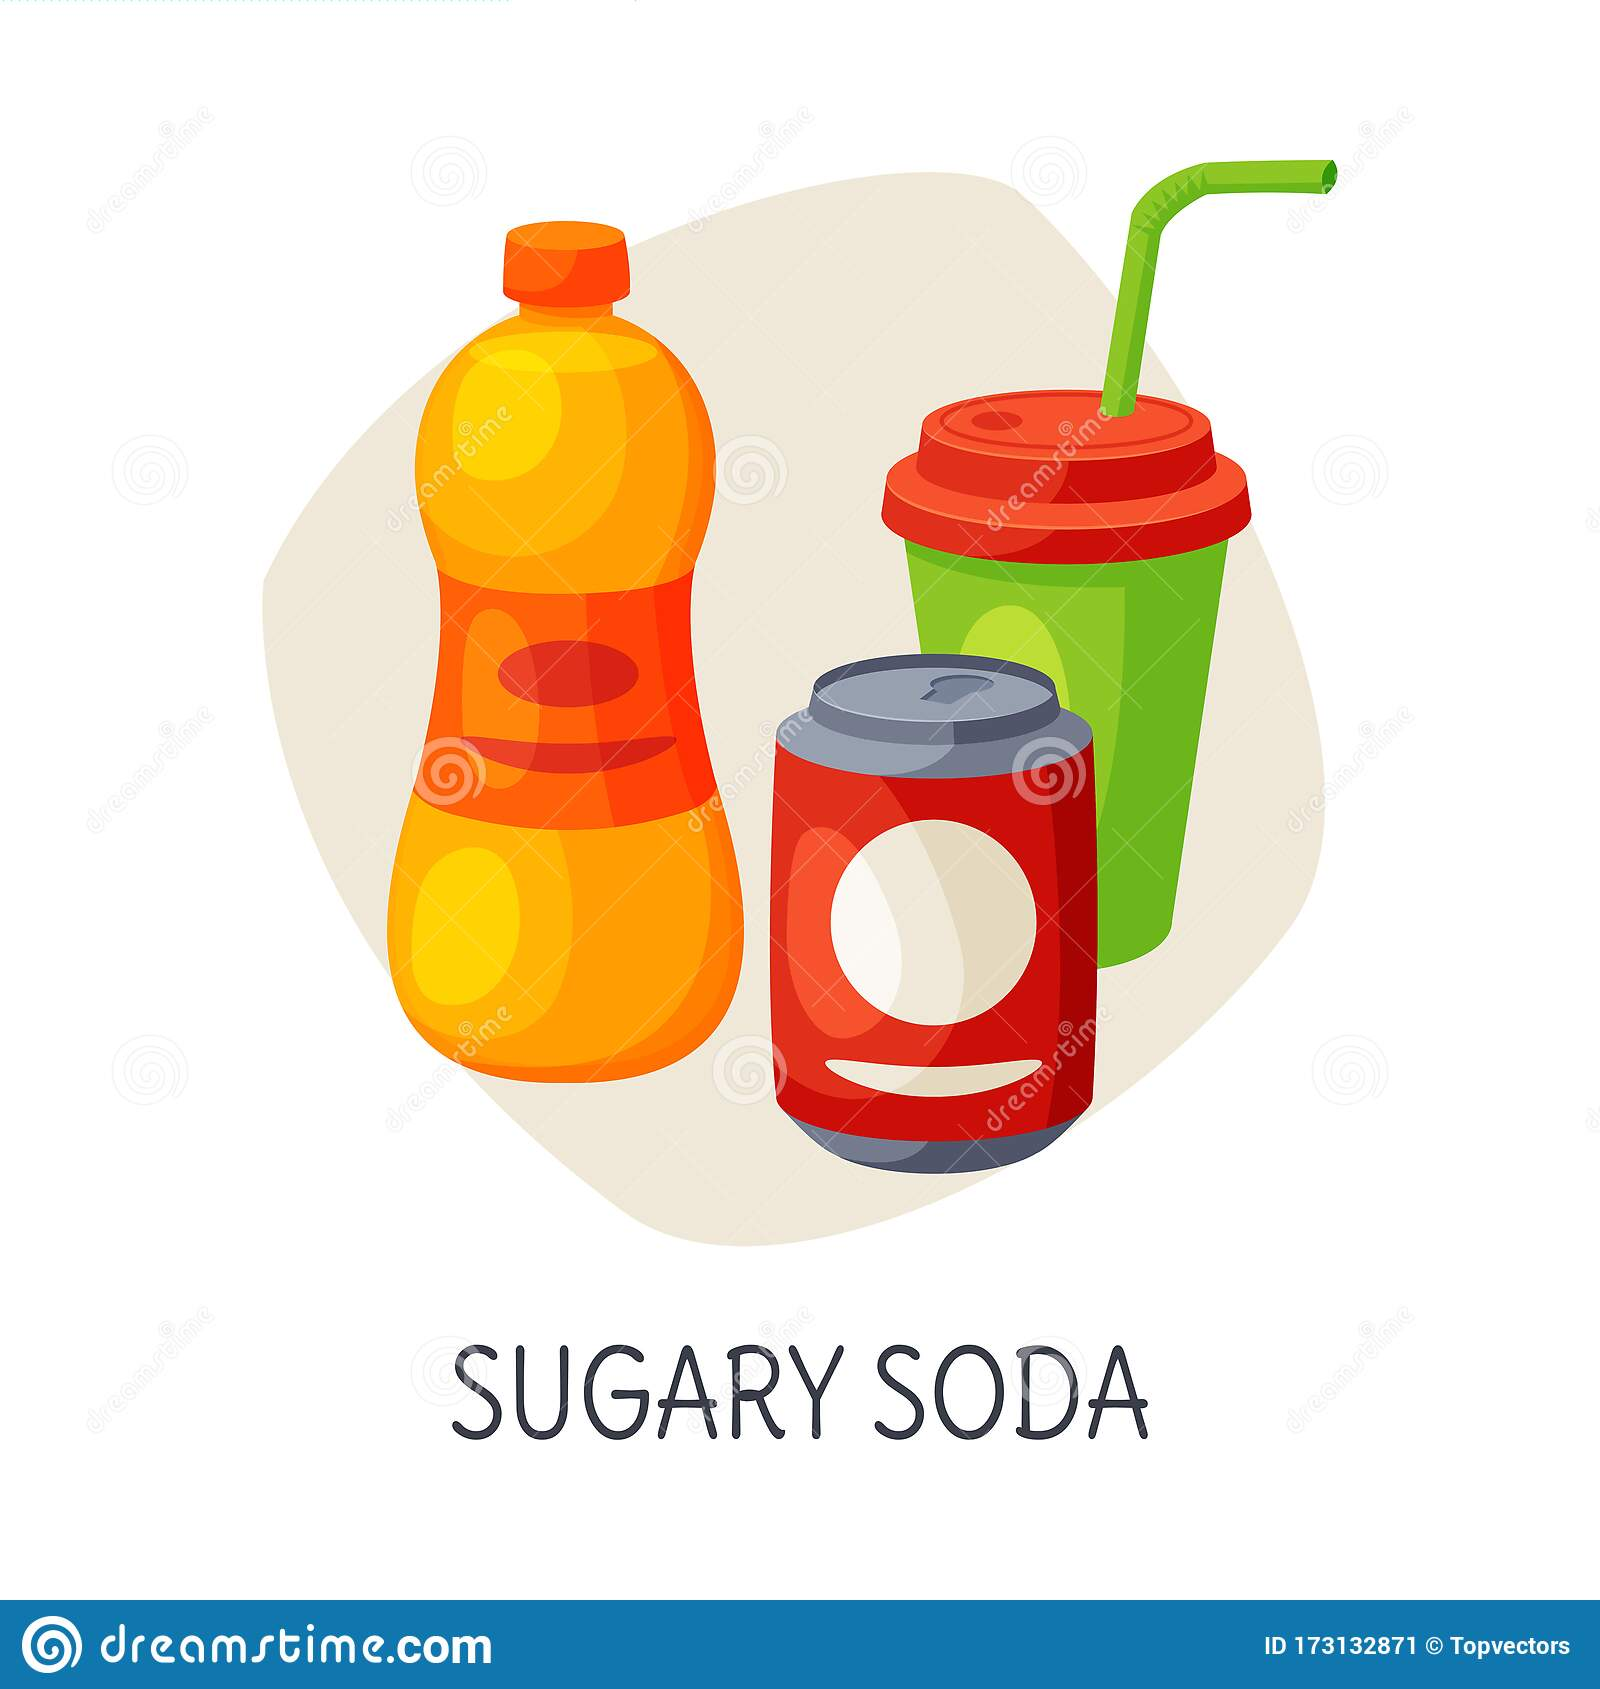 SUGARY SODA
dreamstime.com
ID 173132871 © Topvectors